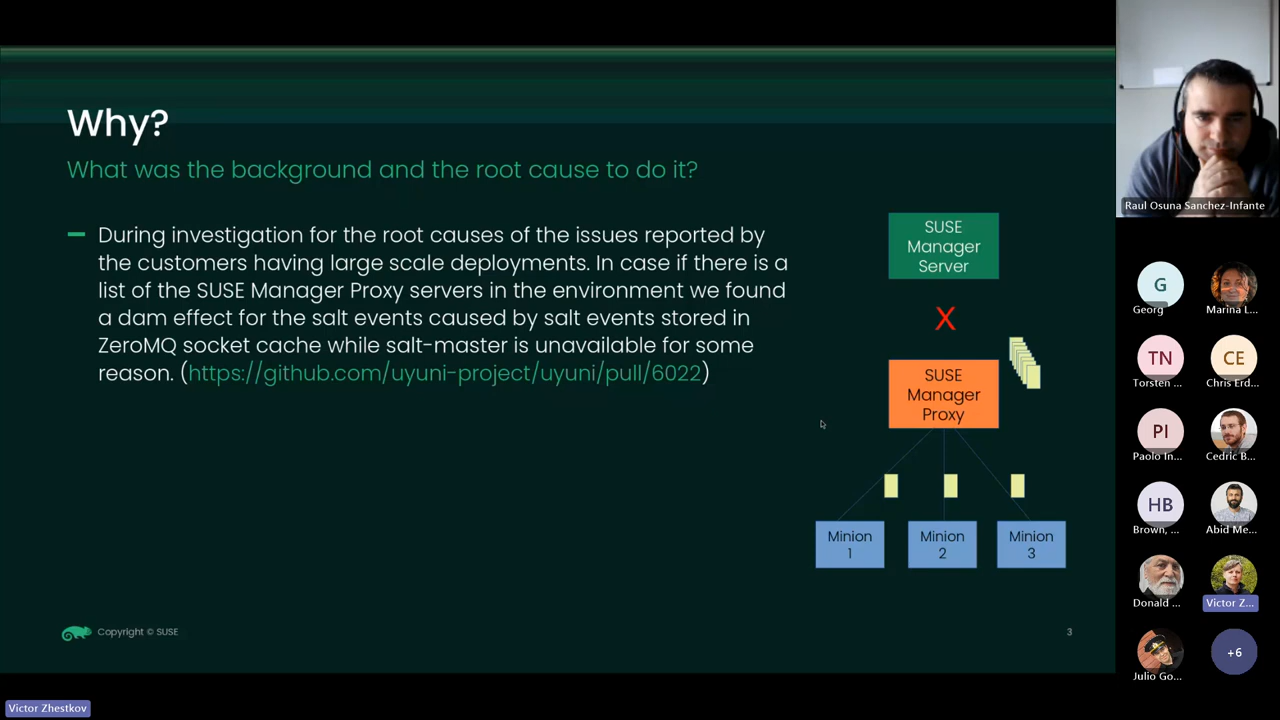 Why?
What was the background and the root cause to do it?
During investigation for the root causes of the issues reported by
the customers having large scale deployments. In case if there is a
list of the SUSE Manager Proxy servers in the environment we found
a dam effect for the salt events caused by salt events stored in
ZeroMQ socket cache while salt-master is unavailable for some
reason. (https://github.com/uyuni-project/uyuni/pull/6022)
SUSE
Manager
Server
X
SUSE
Manager
Proxy
Minion
1
Minion
2
Minion
3
Copyright © SUSE
3
Victor Zhestkov
Raul Osuna Sanchez-Infante
G
Georg
Marina L...
TN
Torsten ...
CE
Chris Erd...
PI
Paolo In...
Cedric B...
HB
Brown, ...
Abid Me...
Donald ...
Victor Z...
Julio Go...
+6